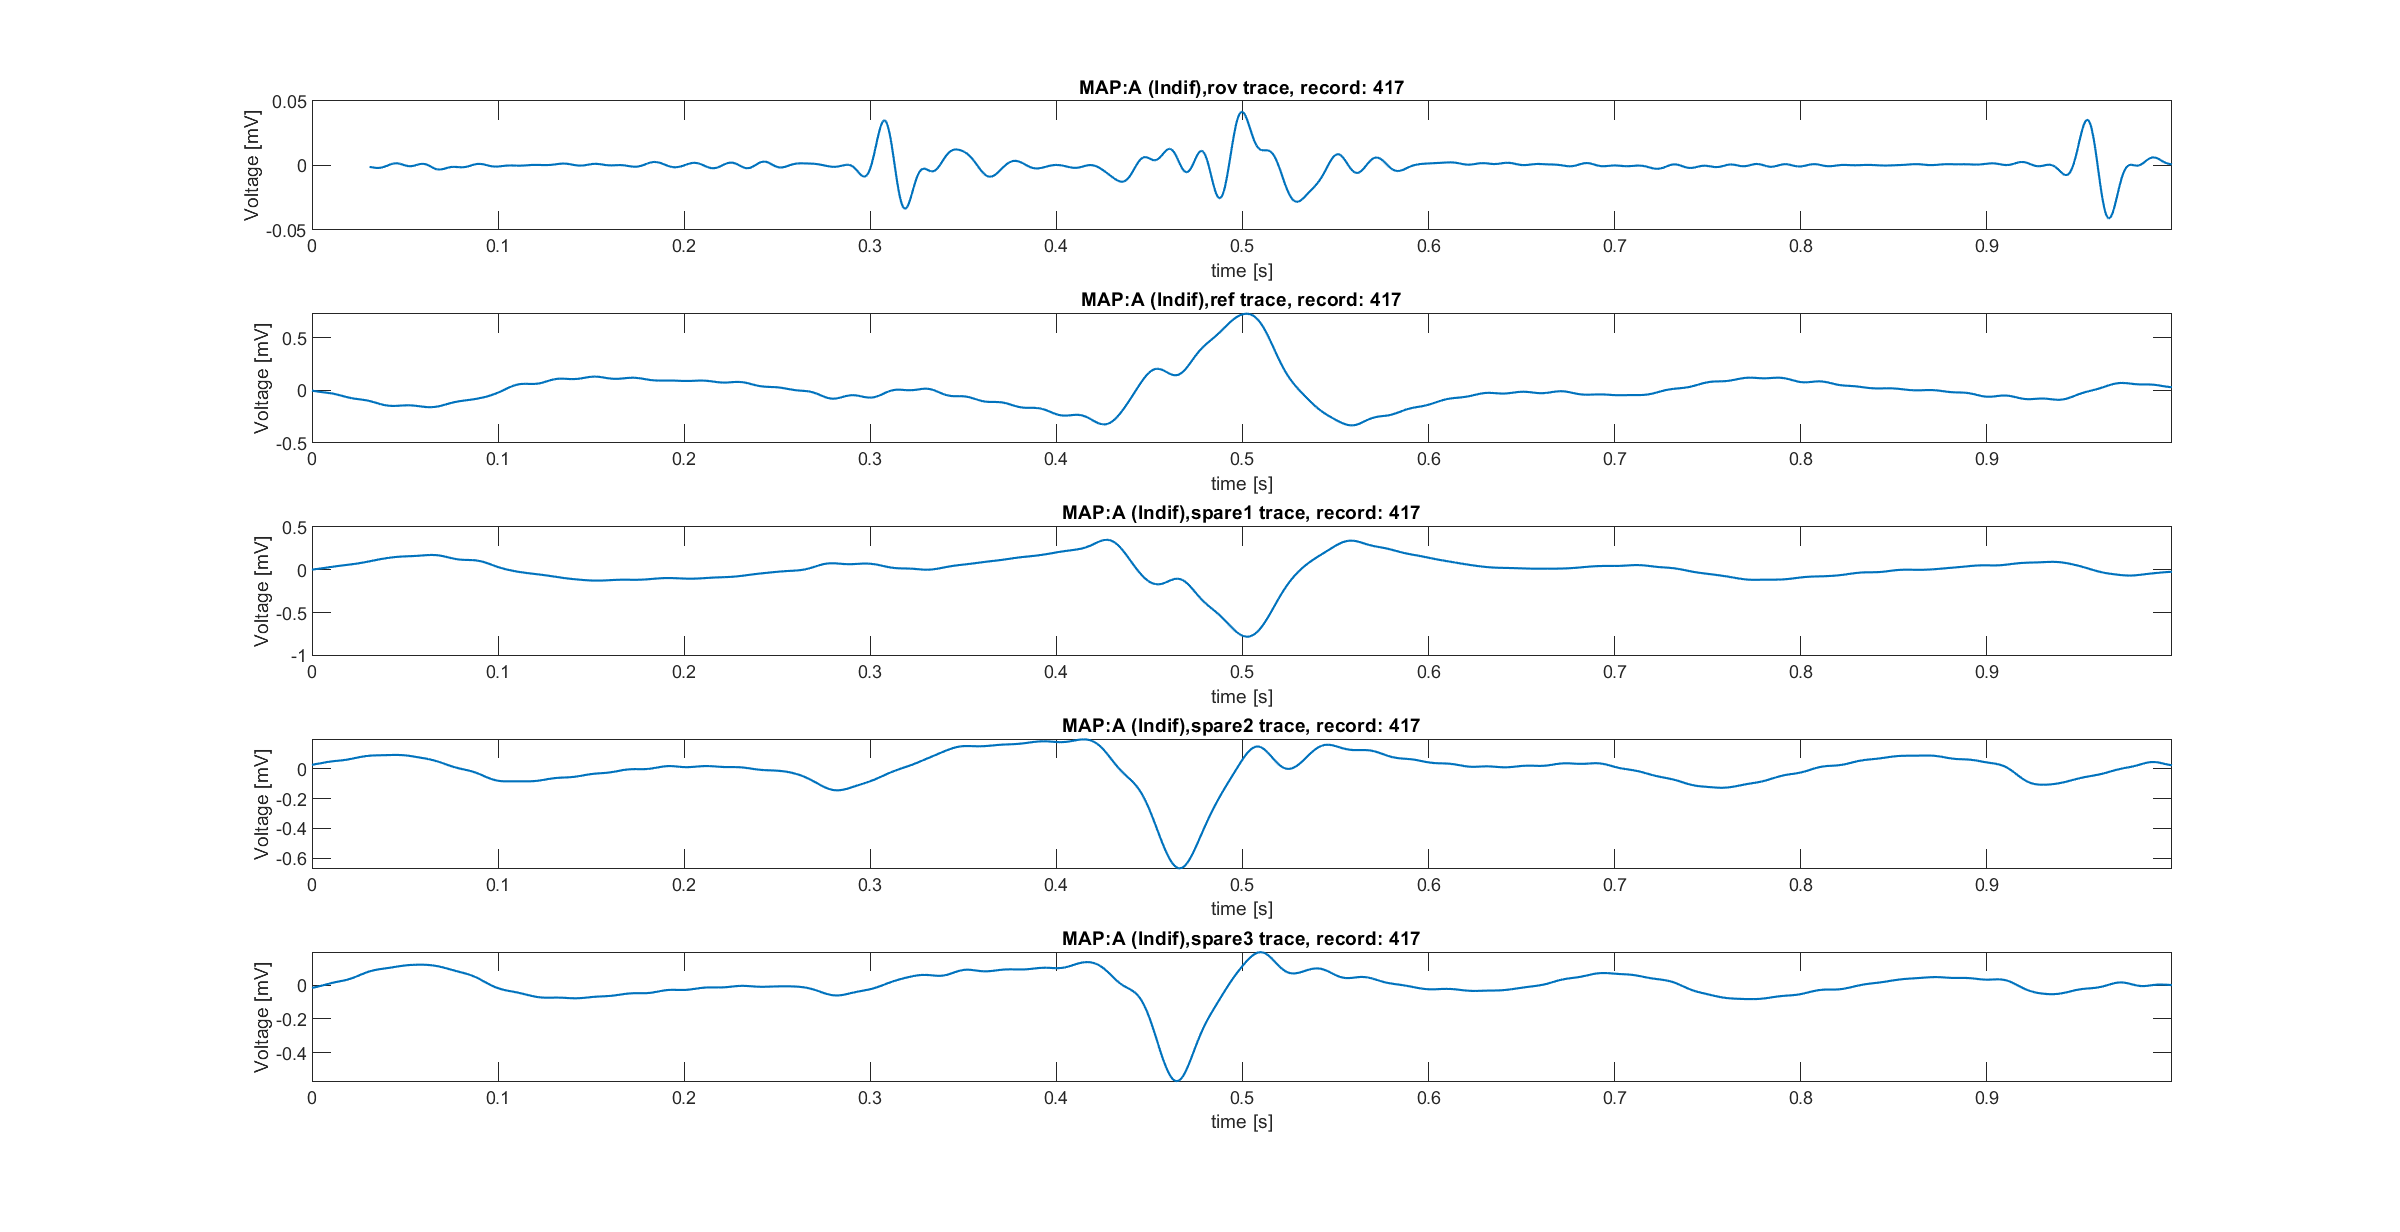 MAP:A (Indif),rov trace, record: 417
Voltage [mV]
0.05
0
-0.05
0 0.1 0.2 0.3 0.4 0.5 0.6 0.7 0.8 0.9
time [s]
MAP:A (Indif),ref trace, record: 417
Voltage [mV]
0.5
0
-0.5
0 0.1 0.2 0.3 0.4 0.5 0.6 0.7 0.8 0.9
time [s]
MAP:A (Indif),spare1 trace, record: 417
Voltage [mV]
0.5
0
-0.5
-1
0 0.1 0.2 0.3 0.4 0.5 0.6 0.7 0.8 0.9
time [s]
MAP:A (Indif),spare2 trace, record: 417
Voltage [mV]
0
-0.2
-0.4
-0.6
0 0.1 0.2 0.3 0.4 0.5 0.6 0.7 0.8 0.9
time [s]
MAP:A (Indif),spare3 trace, record: 417
Voltage [mV]
0
-0.2
-0.4
0 0.1 0.2 0.3 0.4 0.5 0.6 0.7 0.8 0.9
time [s]